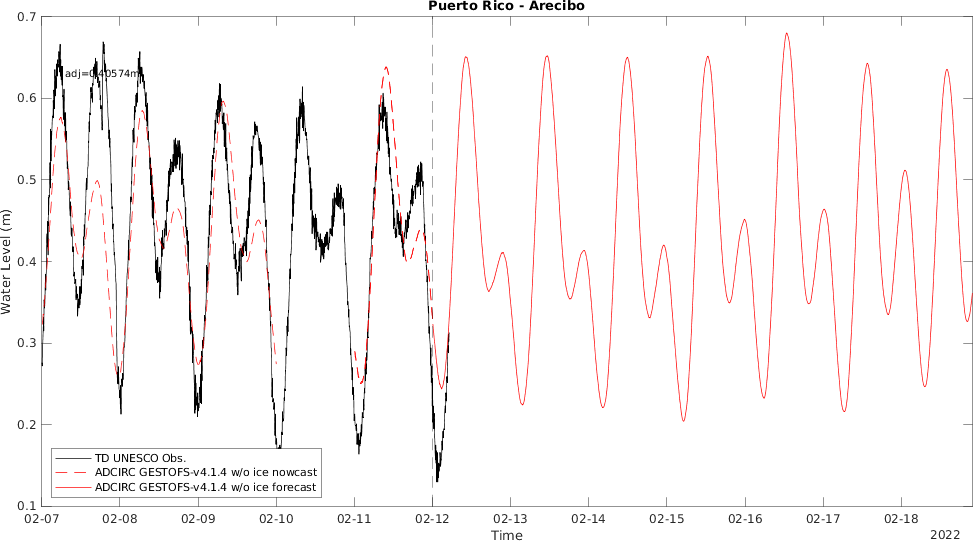 Puerto Rico - Arecibo
adj=0.40574m
Water Level (m)
0.7
0.6
0.5
0.4
0.3
0.2
0.1
TD UNESCO Obs.
ADCIRC GESTOFS-v4.1.4 w/o ice nowcast
ADCIRC GESTOFS-v4.1.4 w/o ice forecast
02-07 02-08 02-09 02-10 02-11 02-12 02-13 02-14 02-15 02-16 02-17 02-18
Time
2022